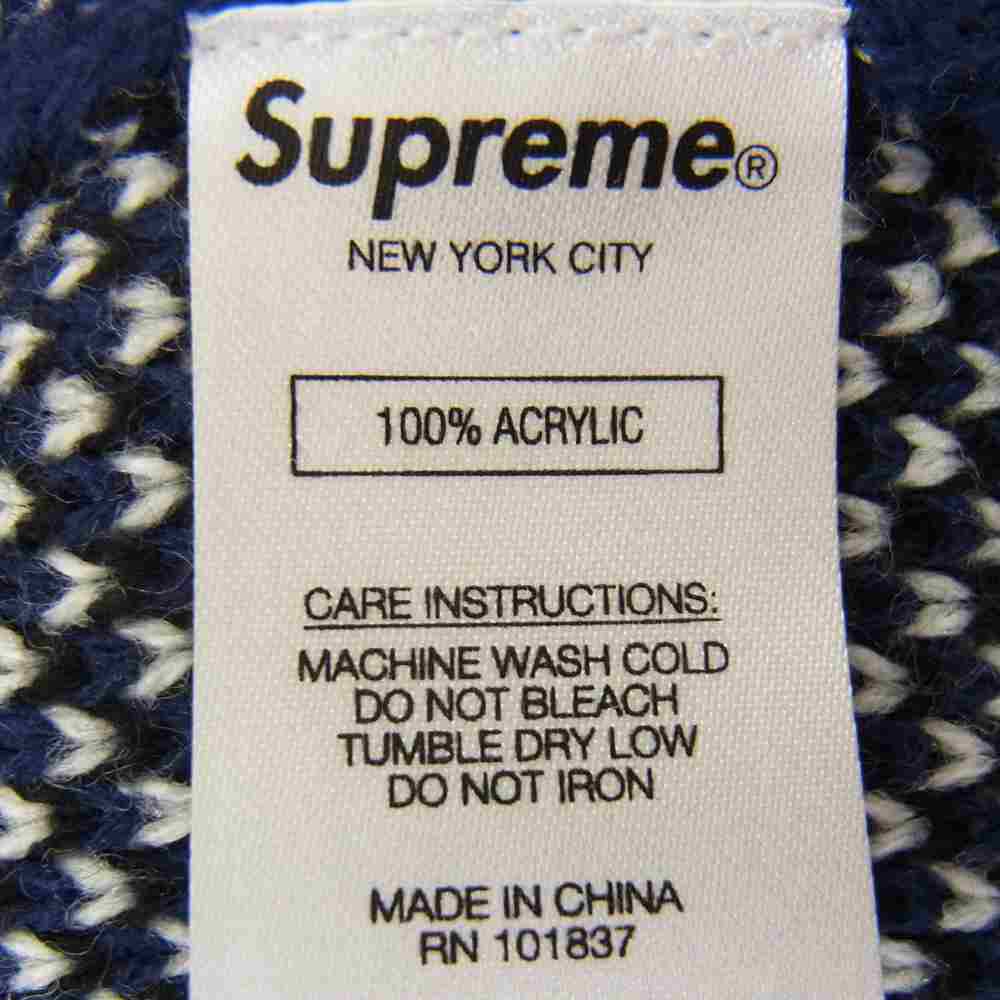 Supreme®
NEW YORK CITY
100% ACRYLIC
CARE INSTRUCTIONS:
MACHINE WASH COLD
DO NOT BLEACH
TUMBLE DRY LOW
DO NOT IRON
MADE IN CHINA
RN 101837